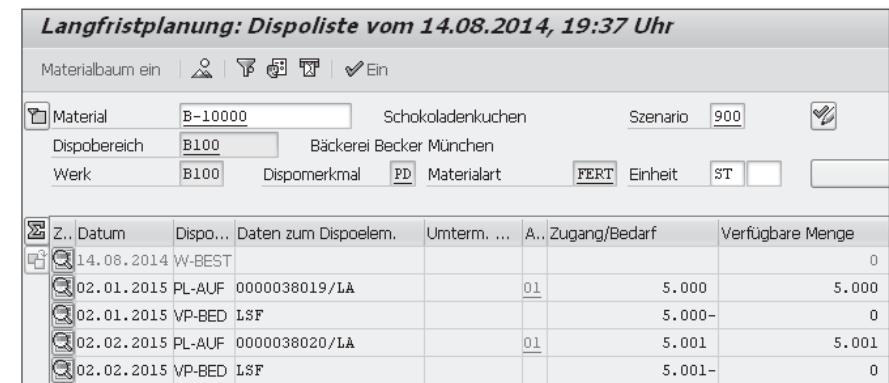 Langfristplanung: Dispoliste vom 14.08.2014, 19:37 Uhr
Materialbaum ein Ein
Material B-10000 Schokoladenkuchen Szenario 900
Dispobereich B100 Bäckerei Becker München
Werk B100 Dispomerkmal PD Materialart FERT Einheit ST
Z.. Datum Dispo... Daten zum Dispoelem. Umterm. ... A.. Zugang/Bedarf Verfügbare Menge
14.08.2014 W-BEST 0
02.01.2015 PL-AUF 0000038019/LA 01 5.000 5.000
02.01.2015 VP-BED LSF 5.000- 0
02.02.2015 PL-AUF 0000038020/LA 01 5.001 5.001
02.02.2015 VP-BED LSF 5.001- 0